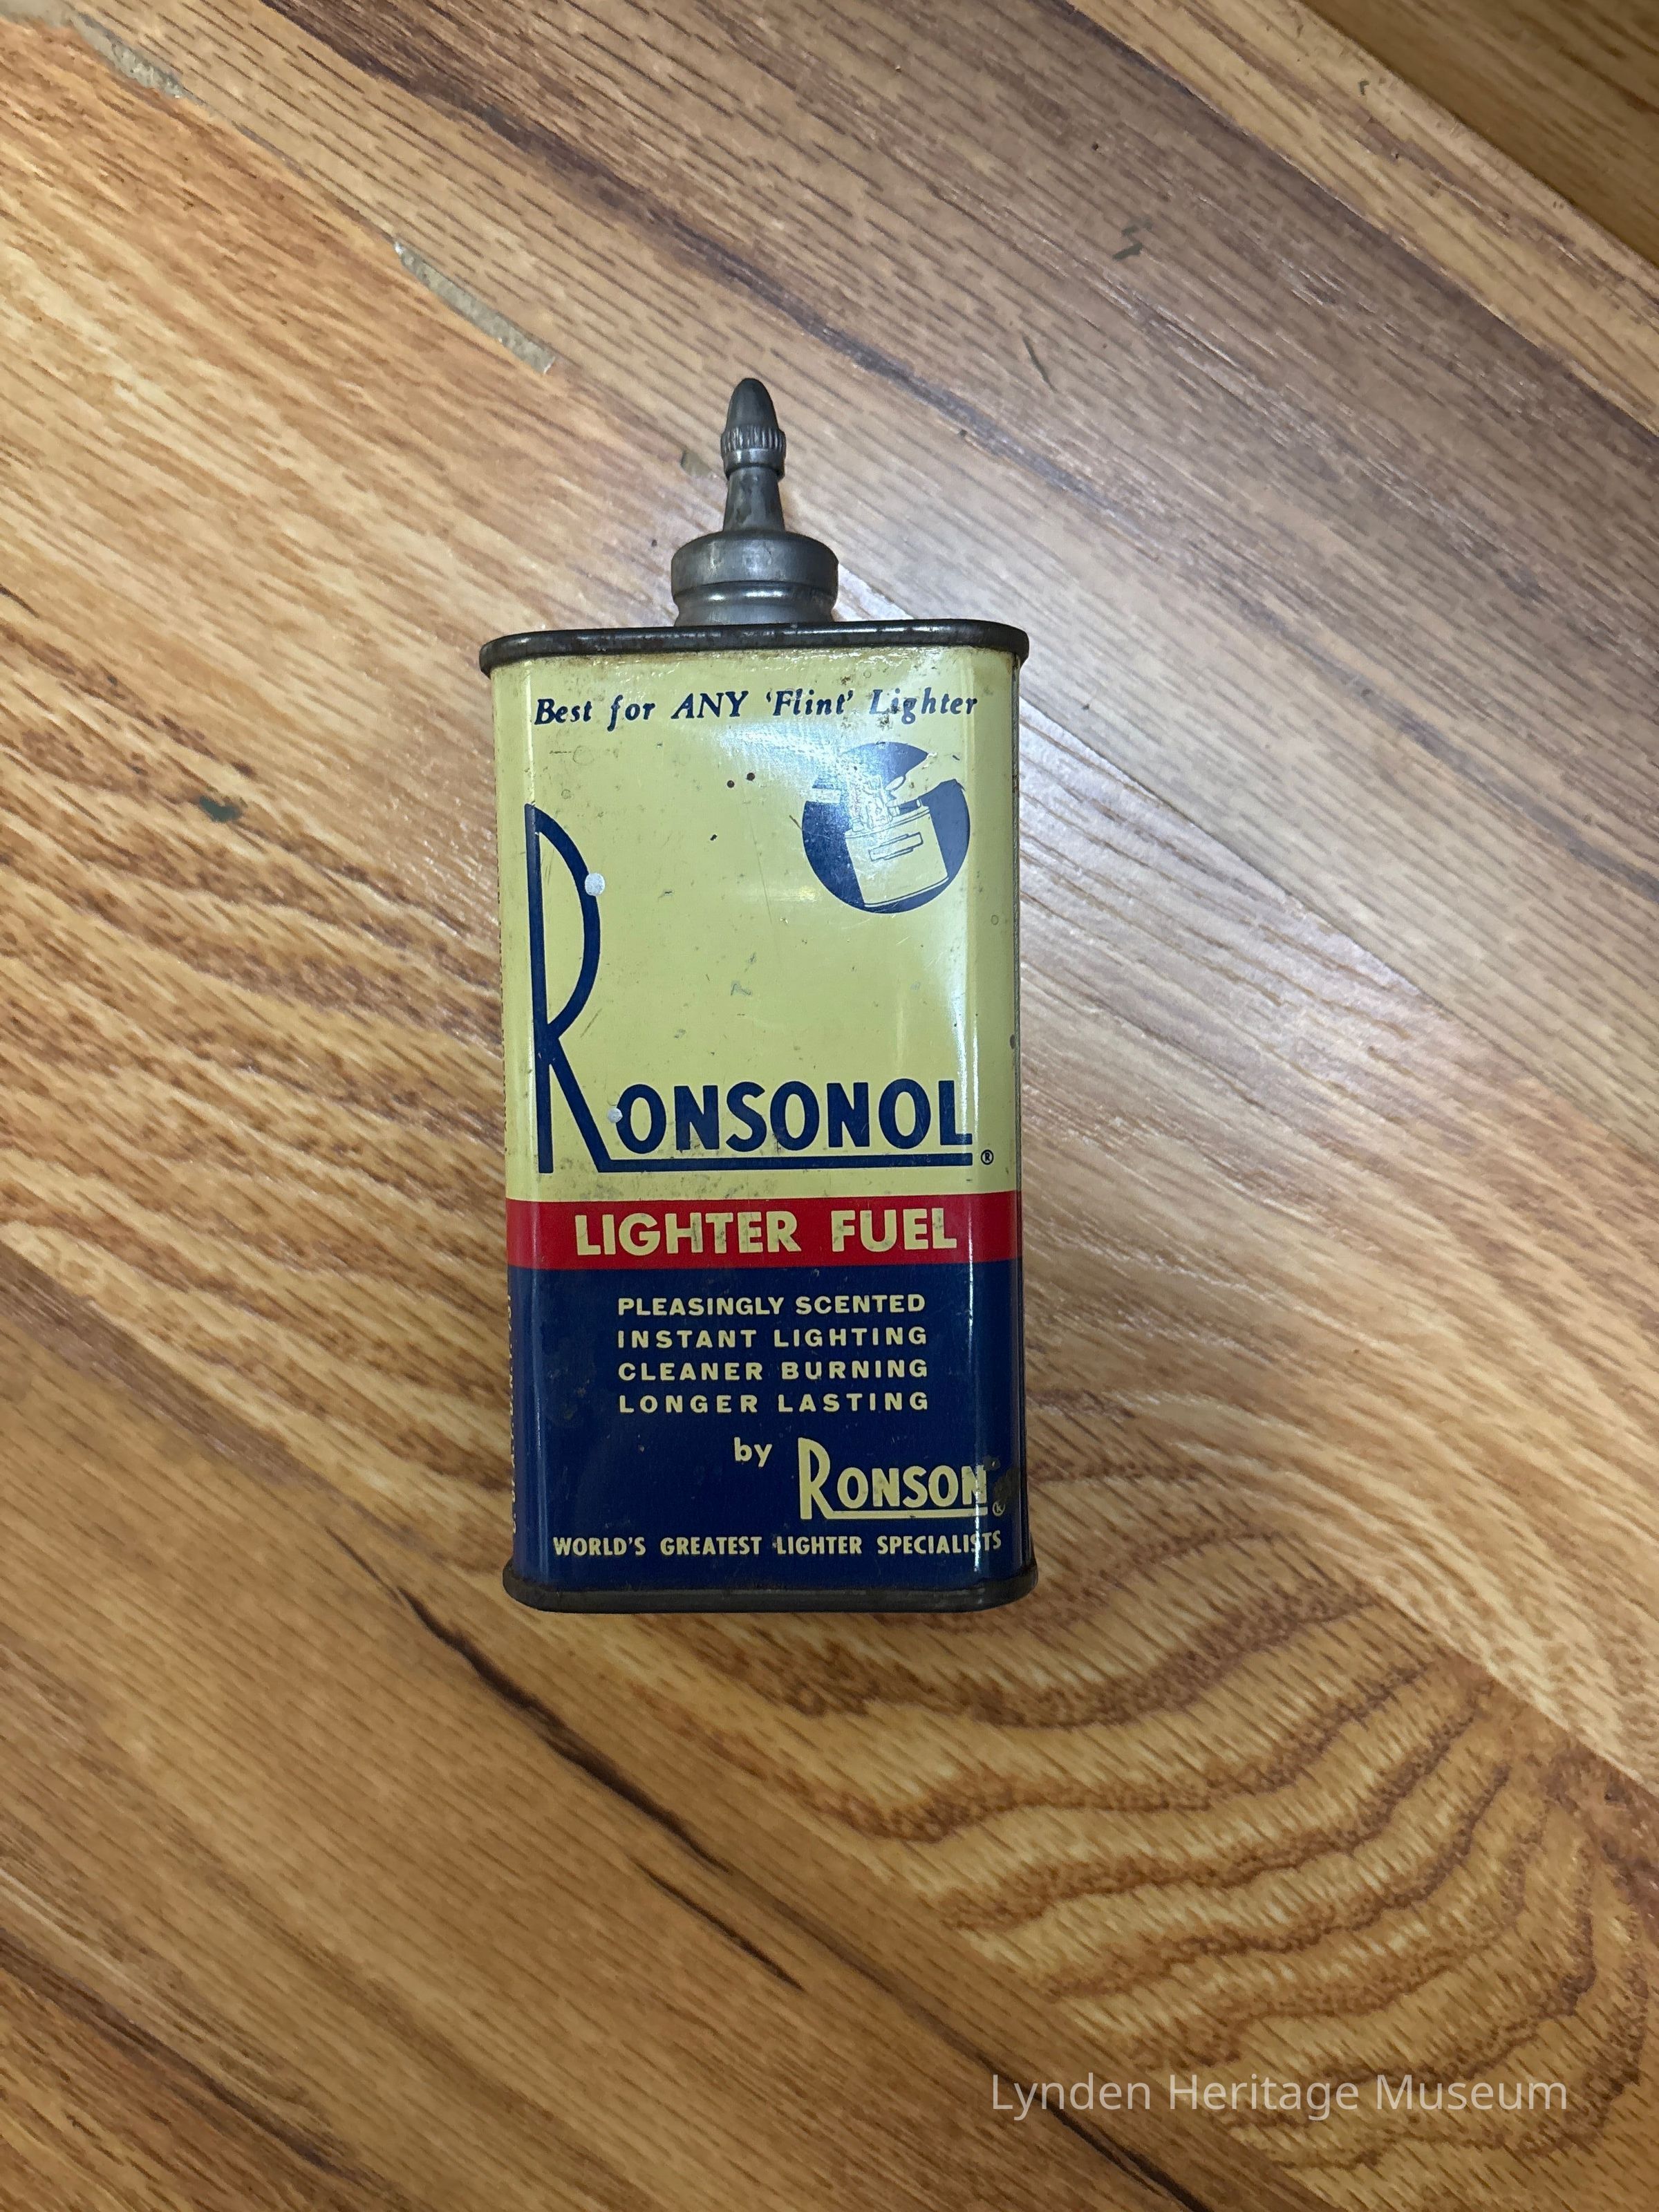 Best for ANY 'Flint' Lighter
RONSONOL®
LIGHTER FUEL
PLEASINGLY SCENTED
INSTANT LIGHTING
CLEANER BURNING
LONGER LASTING
by RONSON®
WORLD'S GREATEST LIGHTER SPECIALISTS
Lynden Heritage Museum